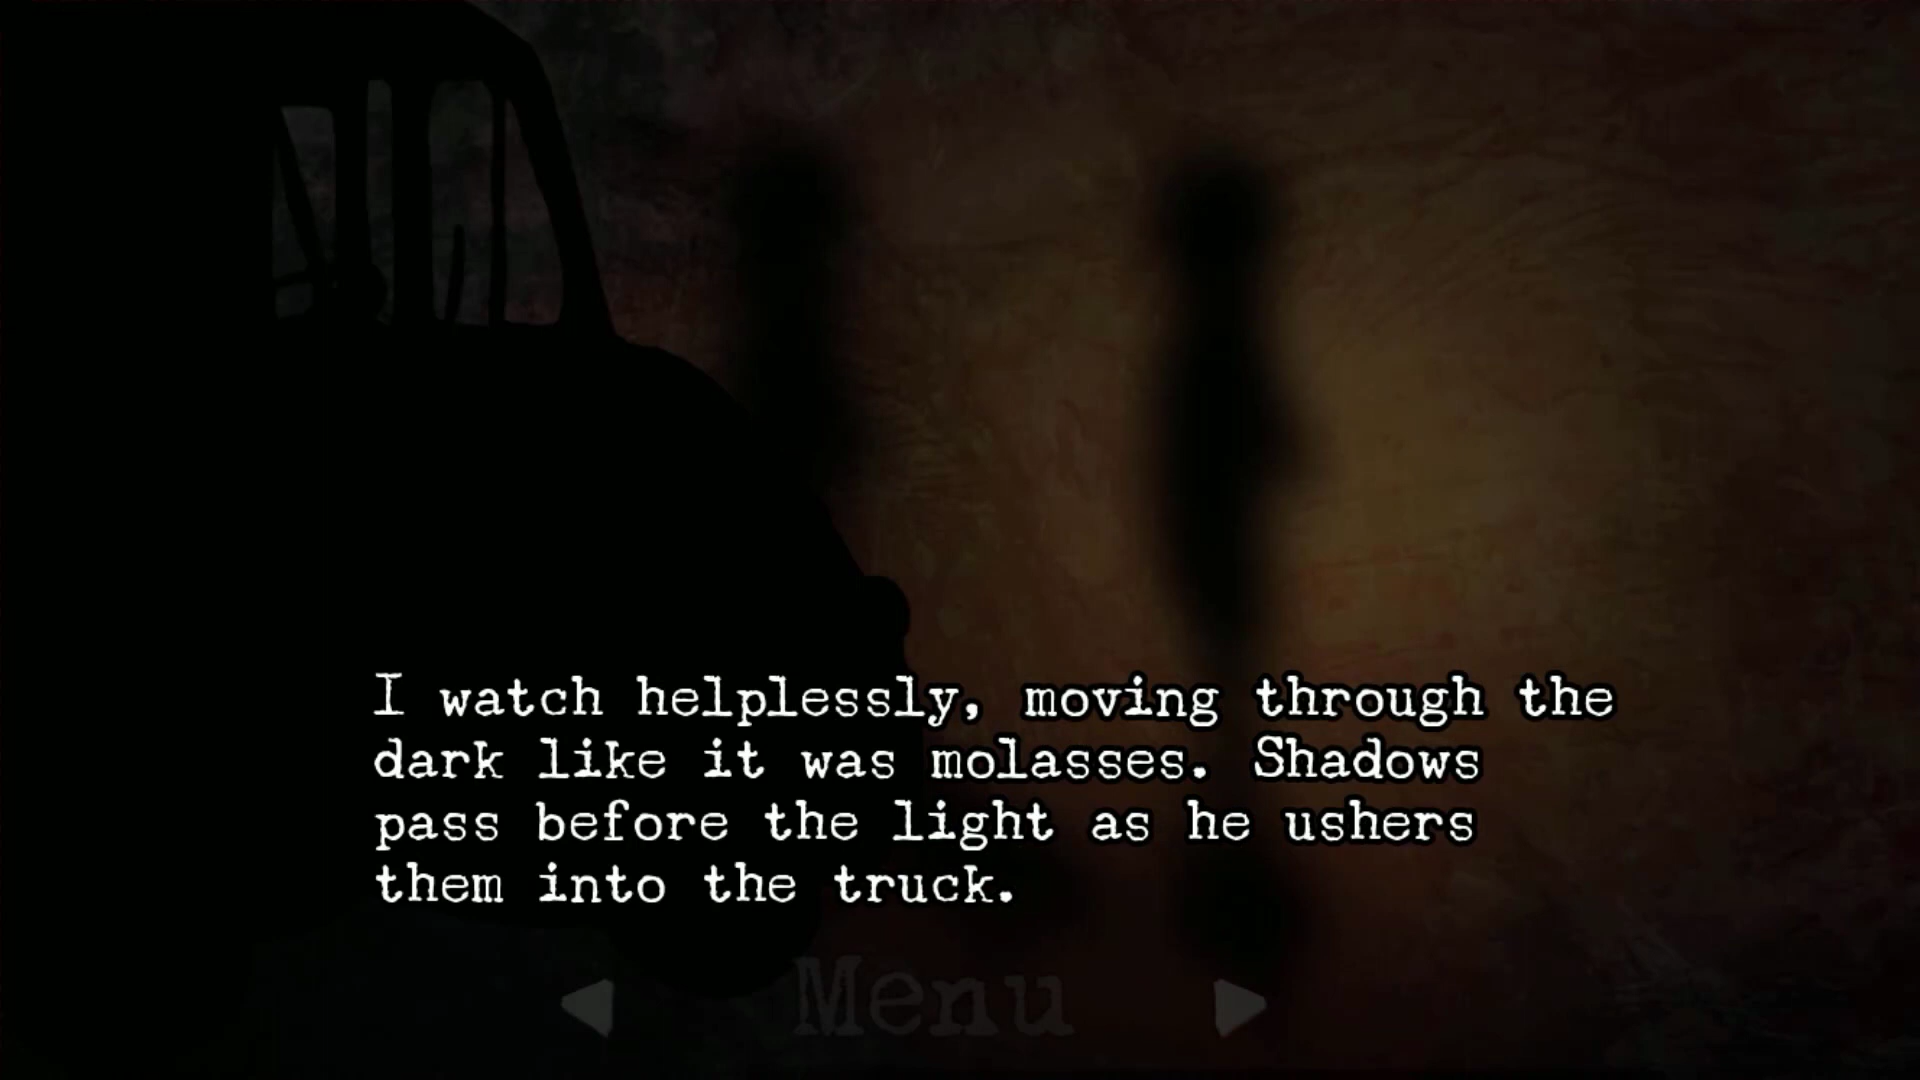 I watch helplessly, moving through the
dark like it was molasses. Shadows
pass before the light as he ushers
them into the truck.
Menu